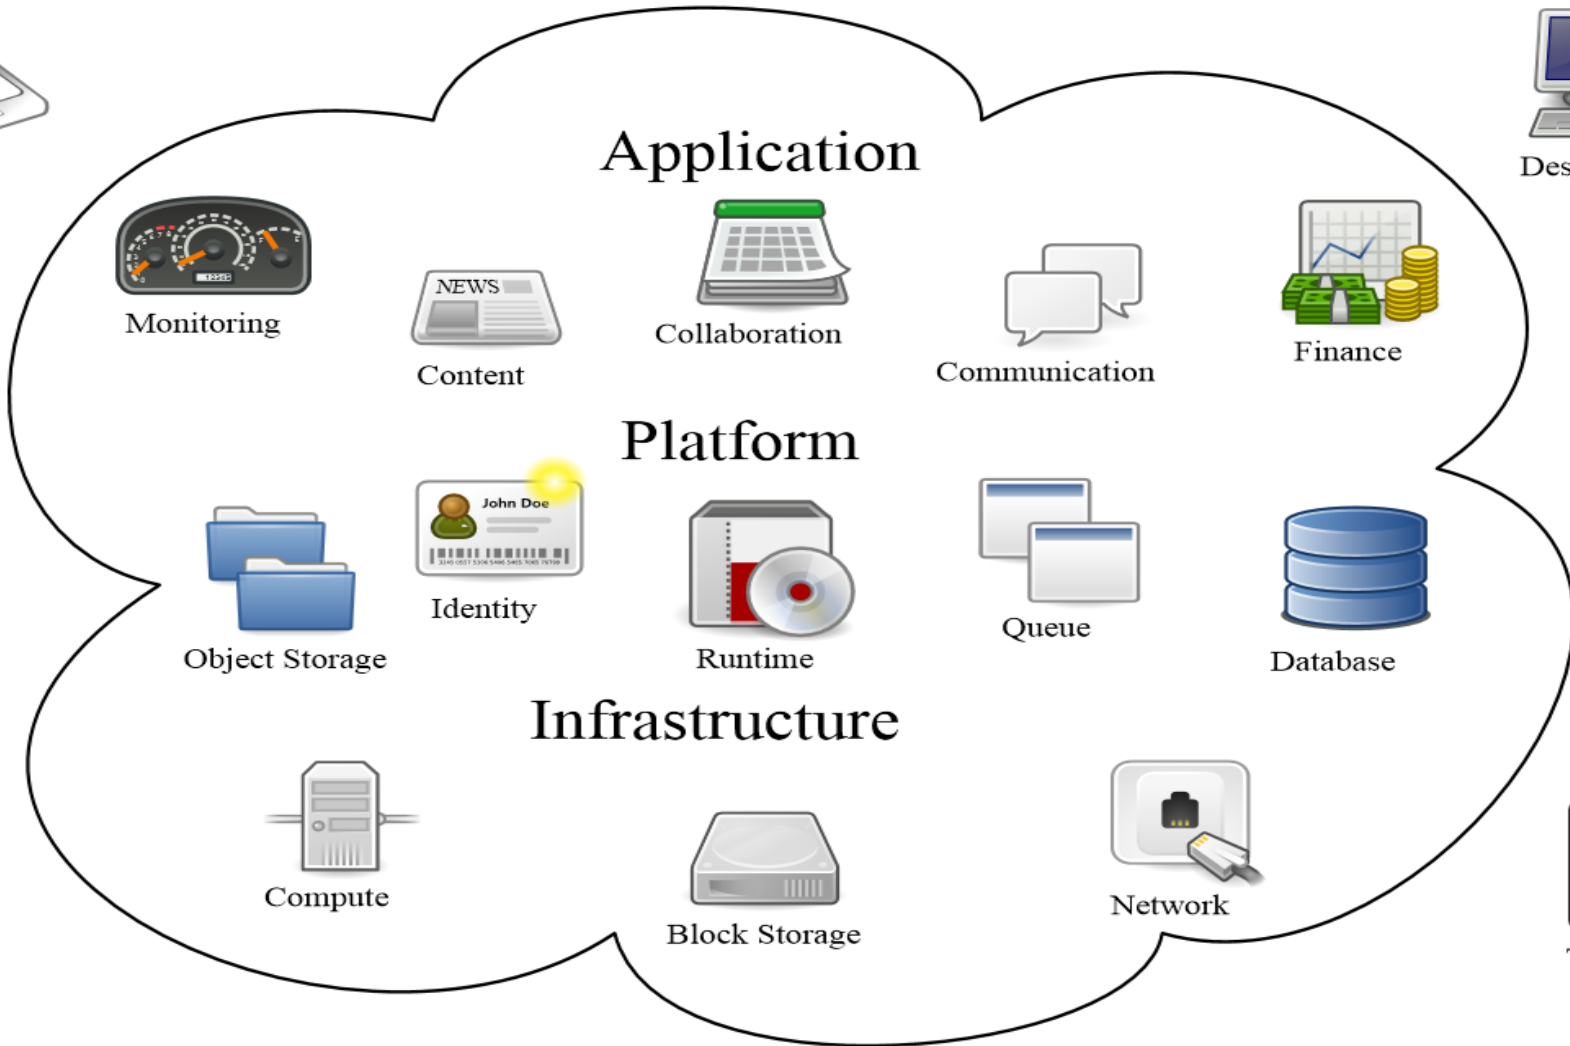 Application
Monitoring
NEWS
Content
Collaboration
Communication
Finance
Platform
Object Storage
John Doe
Identity
Runtime
Queue
Database
Infrastructure
Compute
Block Storage
Network